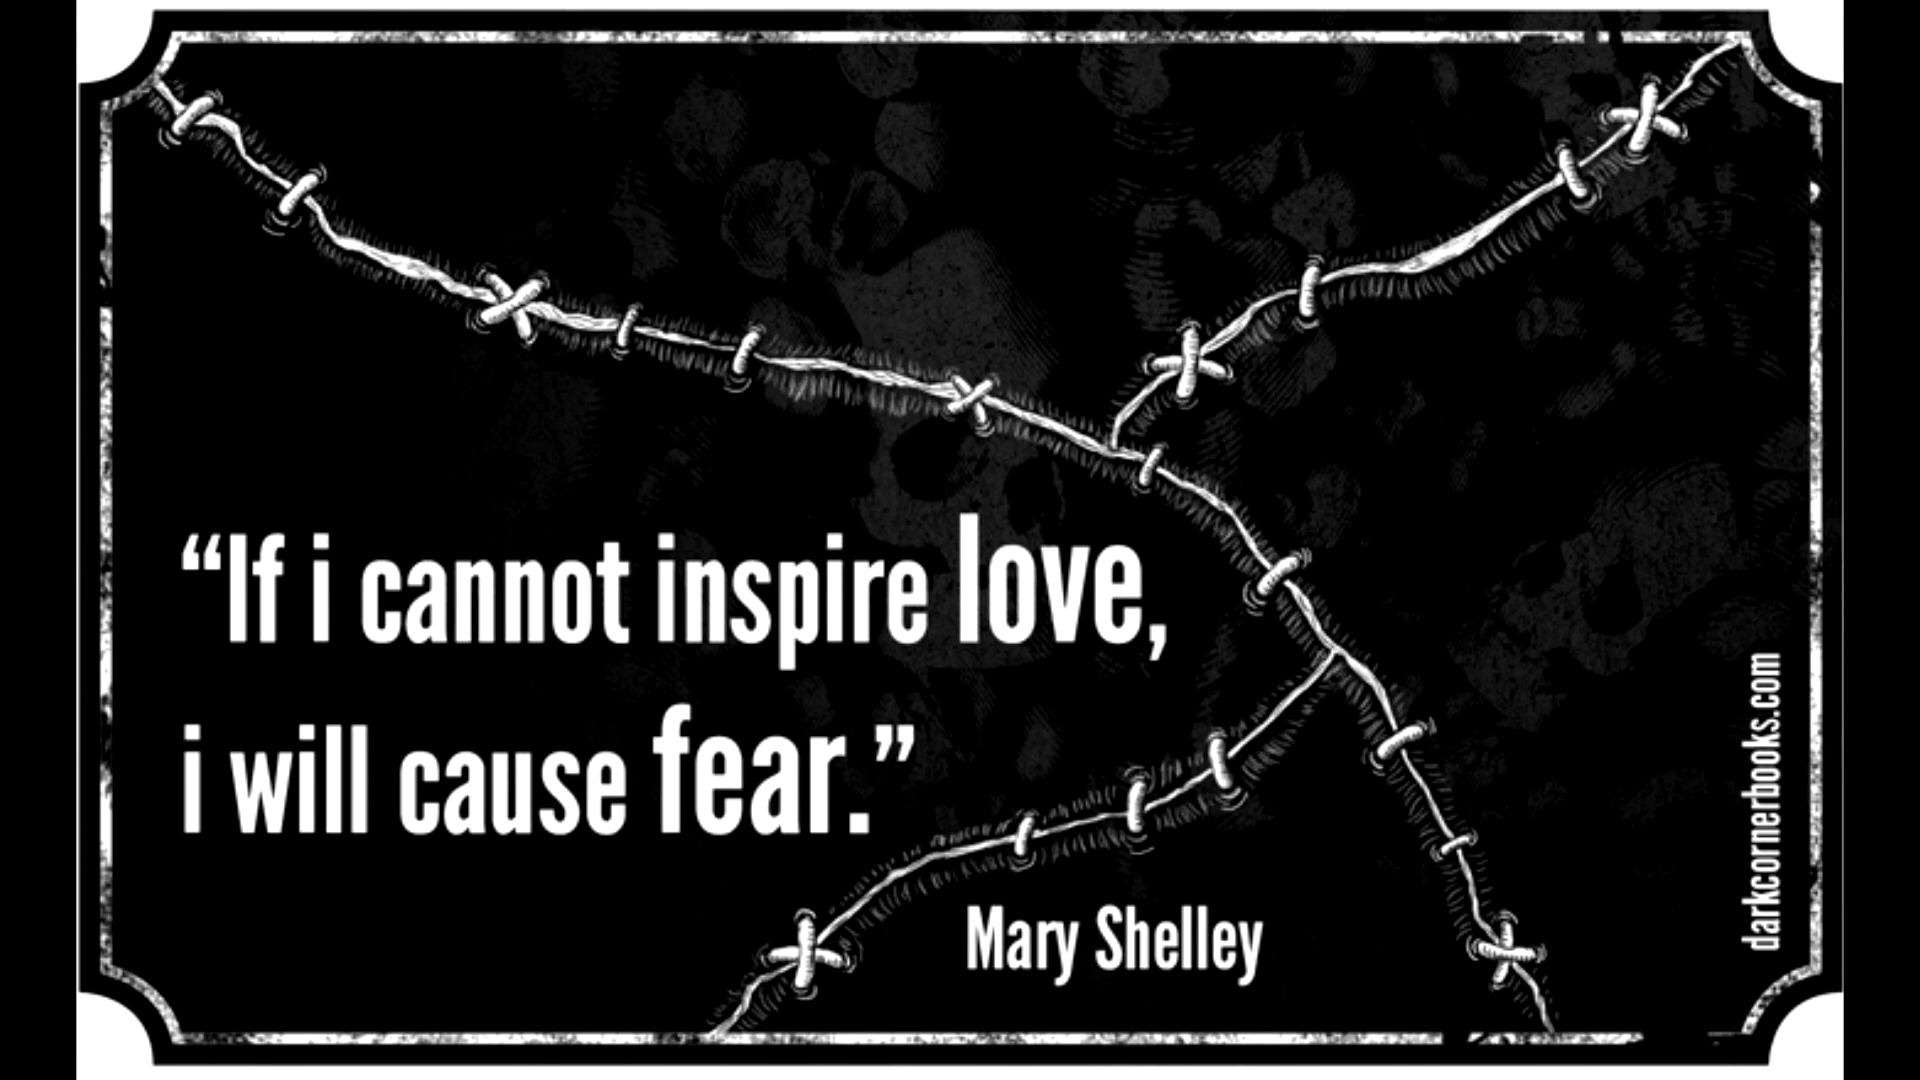 “If i cannot inspire love,
i will cause fear.”
Mary Shelley
darkcornerbooks.com